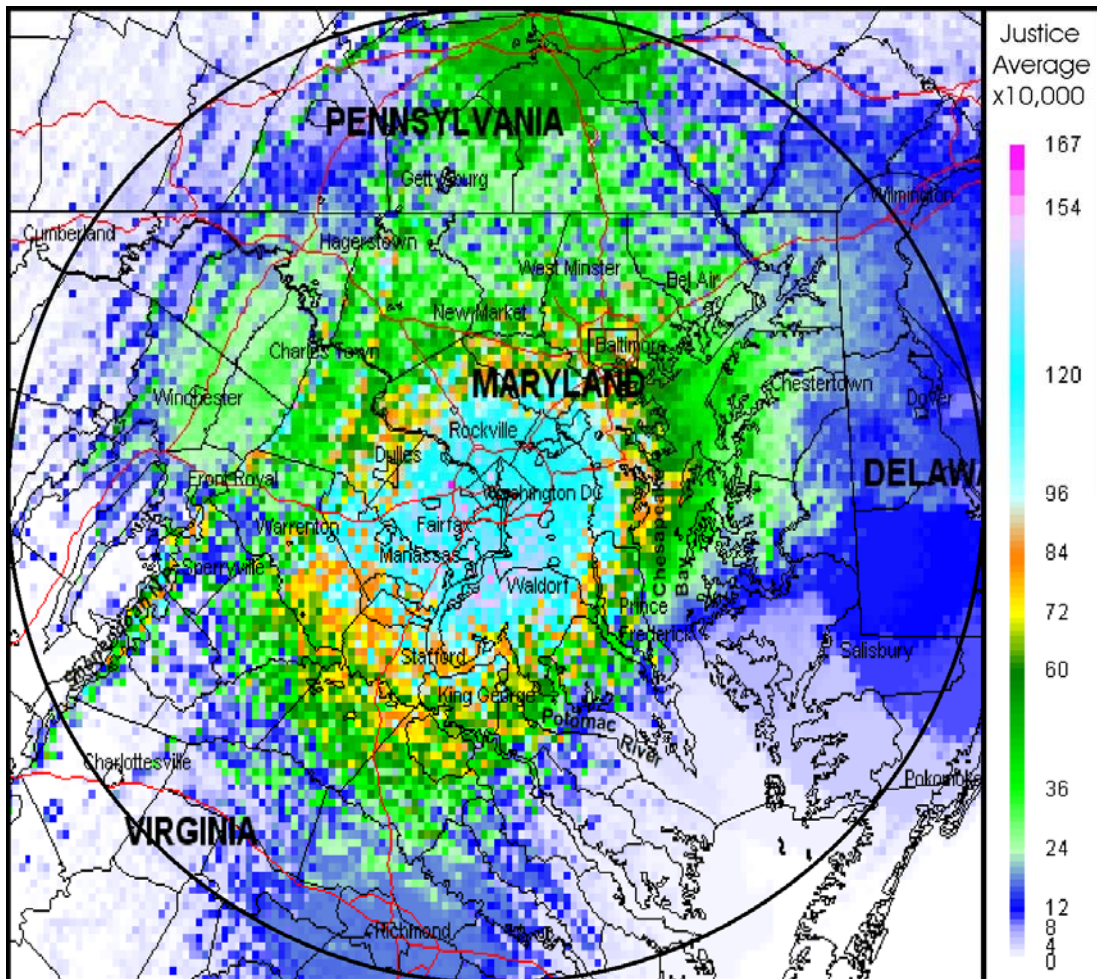 Justice
Average
x10,000
167
154
120
96
84
72
60
36
24
12
8
4
0
PENNSYLVANIA
Gettysburg
Wilmington
Cumberland
Hagerstown
West Minster
Bel Air
New Market
Baltimore
Charles Town
MARYLAND
Chestertown
Winchester
Dover
Rockville
Dulles
DELAWA
Front Royal
Washington DC
Warrenton
Fairfax
Manassas
Chesapeake
Bay
Sperryville
Waldorf
Prince
Frederick
Shenandoah
Stafford
Salisbury
King George
Potomac
River
Charlottesville
Pokomoke
VIRGINIA
Richmond